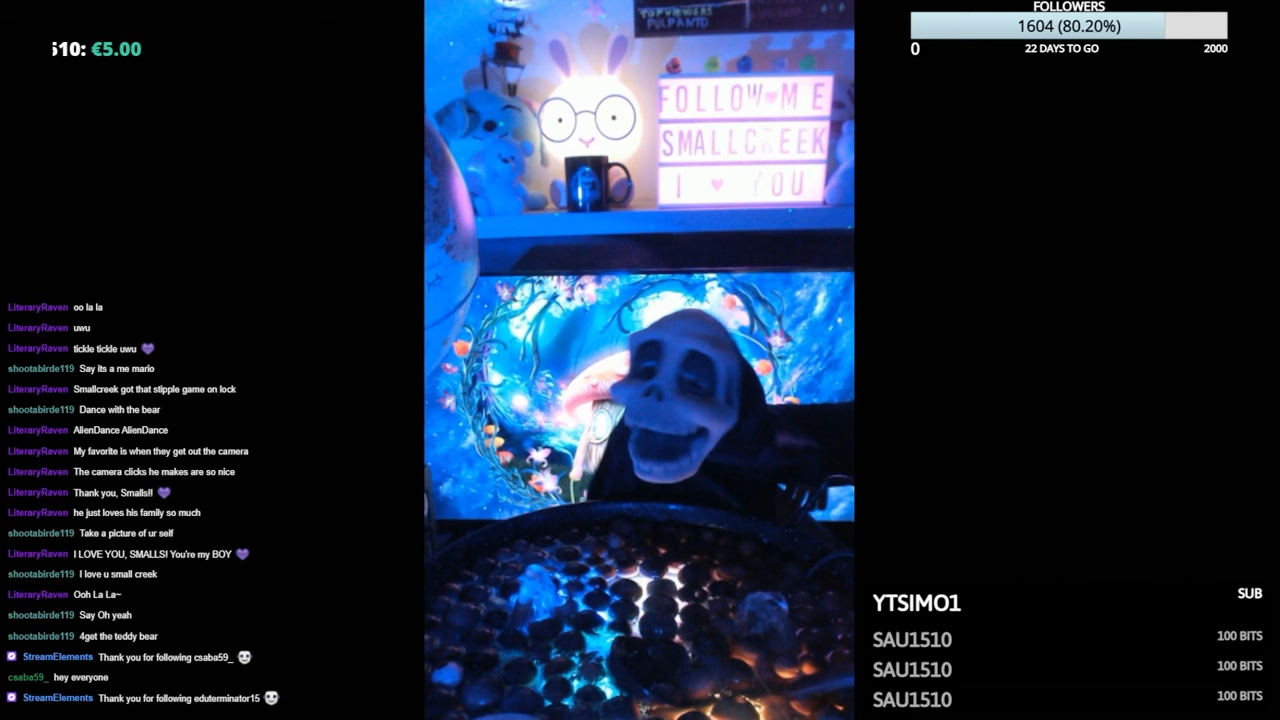 510: €5.00
FOLLOWERS
1604 (80.20%)
0 22 DAYS TO GO 2000
TOP VIEWERS
PULPANTO
FOLLOW♥ME
SMALLCREEK
I ♥ YOU
LiteraryRaven oo la la
LiteraryRaven uwu
LiteraryRaven tickle tickle uwu 💜
shootabirde119 Say its a me mario
LiteraryRaven Smallcreek got that stipple game on lock
shootabirde119 Dance with the bear
LiteraryRaven AlienDance AlienDance
LiteraryRaven My favorite is when they get out the camera
LiteraryRaven The camera clicks he makes are so nice
LiteraryRaven Thank you, Smalls!! 💜
LiteraryRaven he just loves his family so much
shootabirde119 Take a picture of ur self
LiteraryRaven I LOVE YOU, SMALLS! You're my BOY 💜
shootabirde119 I love u small creek
LiteraryRaven Ooh La La~
shootabirde119 Say Oh yeah
shootabirde119 4get the teddy bear
StreamElements Thank you for following csaba59_
csaba59_ hey everyone
StreamElements Thank you for following eduterminator15
YTSIMO1 SUB
SAU1510 100 BITS
SAU1510 100 BITS
SAU1510 100 BITS